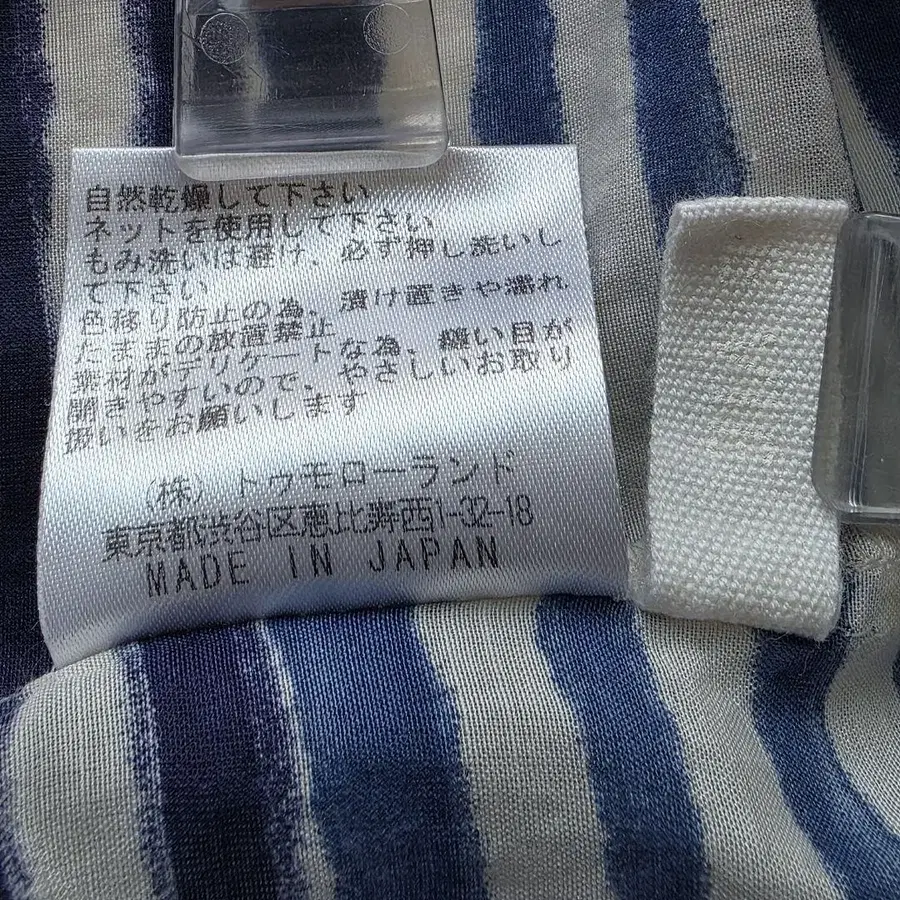 自然乾燥して下さい
ネットを使用して下さい
もみ洗いは避け、必ず押し洗いし
て下さい
色移り防止の為、漬け置きや濡れ
たままの放置禁止
素材がデリケートな為、縫い目が
開きやすいので、やさしいお取り
扱いをお願いします
（株）トゥモローランド
東京都渋谷区恵比寿西1-32-18
MADE IN JAPAN